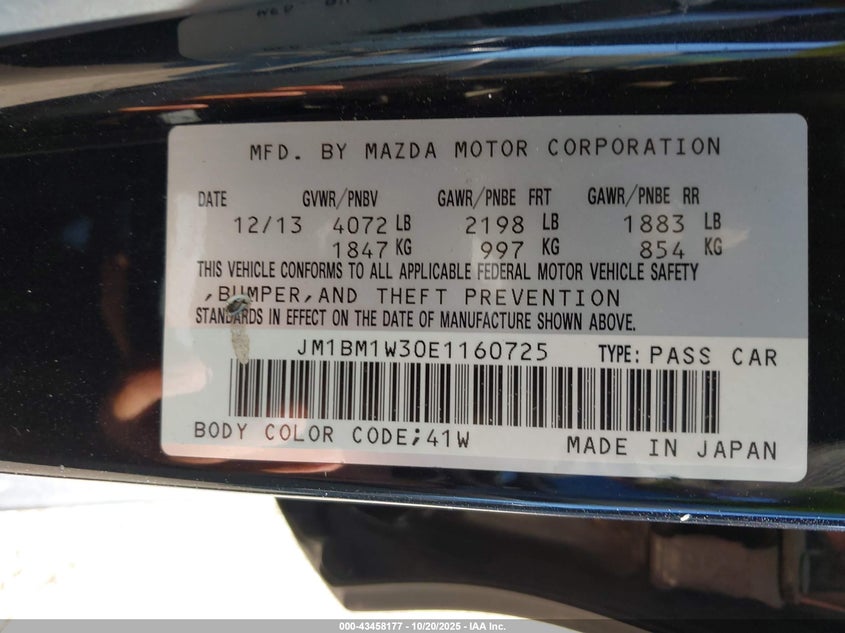 MFD. BY MAZDA MOTOR CORPORATION
DATE GVWR/PNBV GAWR/PNBE FRT GAWR/PNBE RR
12/13 4072 LB 2198 LB 1883 LB
1847 KG 997 KG 854 KG
THIS VEHICLE CONFORMS TO ALL APPLICABLE FEDERAL MOTOR VEHICLE SAFETY
,BUMPER,AND THEFT PREVENTION
STANDARDS IN EFFECT ON THE DATE OF MANUFACTURE SHOWN ABOVE.
JM1BM1W30E1160725 TYPE: PASS CAR
BODY COLOR CODE;41W MADE IN JAPAN
000-43458177 - 10/20/2025 - IAA Inc.